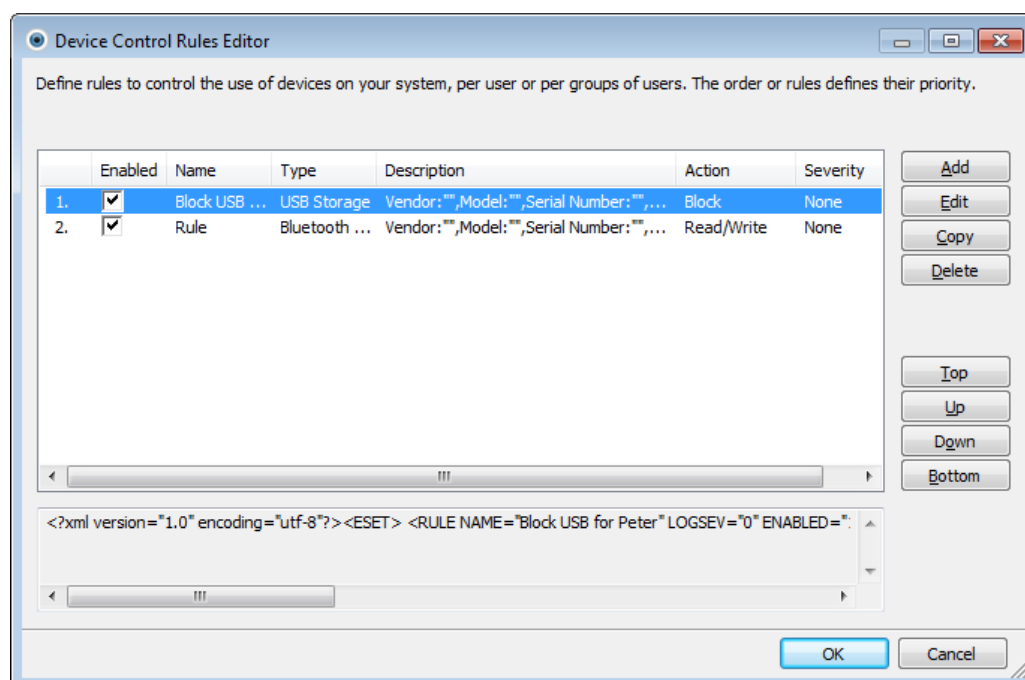 Device Control Rules Editor
Define rules to control the use of devices on your system, per user or per groups of users. The order or rules defines their priority.
Enabled Name Type Description Action Severity
1. Block USB ... USB Storage Vendor:"",Model:"",Serial Number:"",... Block None
2. Rule Bluetooth ... Vendor:"",Model:"",Serial Number:"",... Read/Write None
Add
Edit
Copy
Delete
Top
Up
Down
Bottom
<?xml version="1.0" encoding="utf-8"?><ESET> <RULE NAME="Block USB for Peter" LOGSEV="0" ENABLED="
OK Cancel